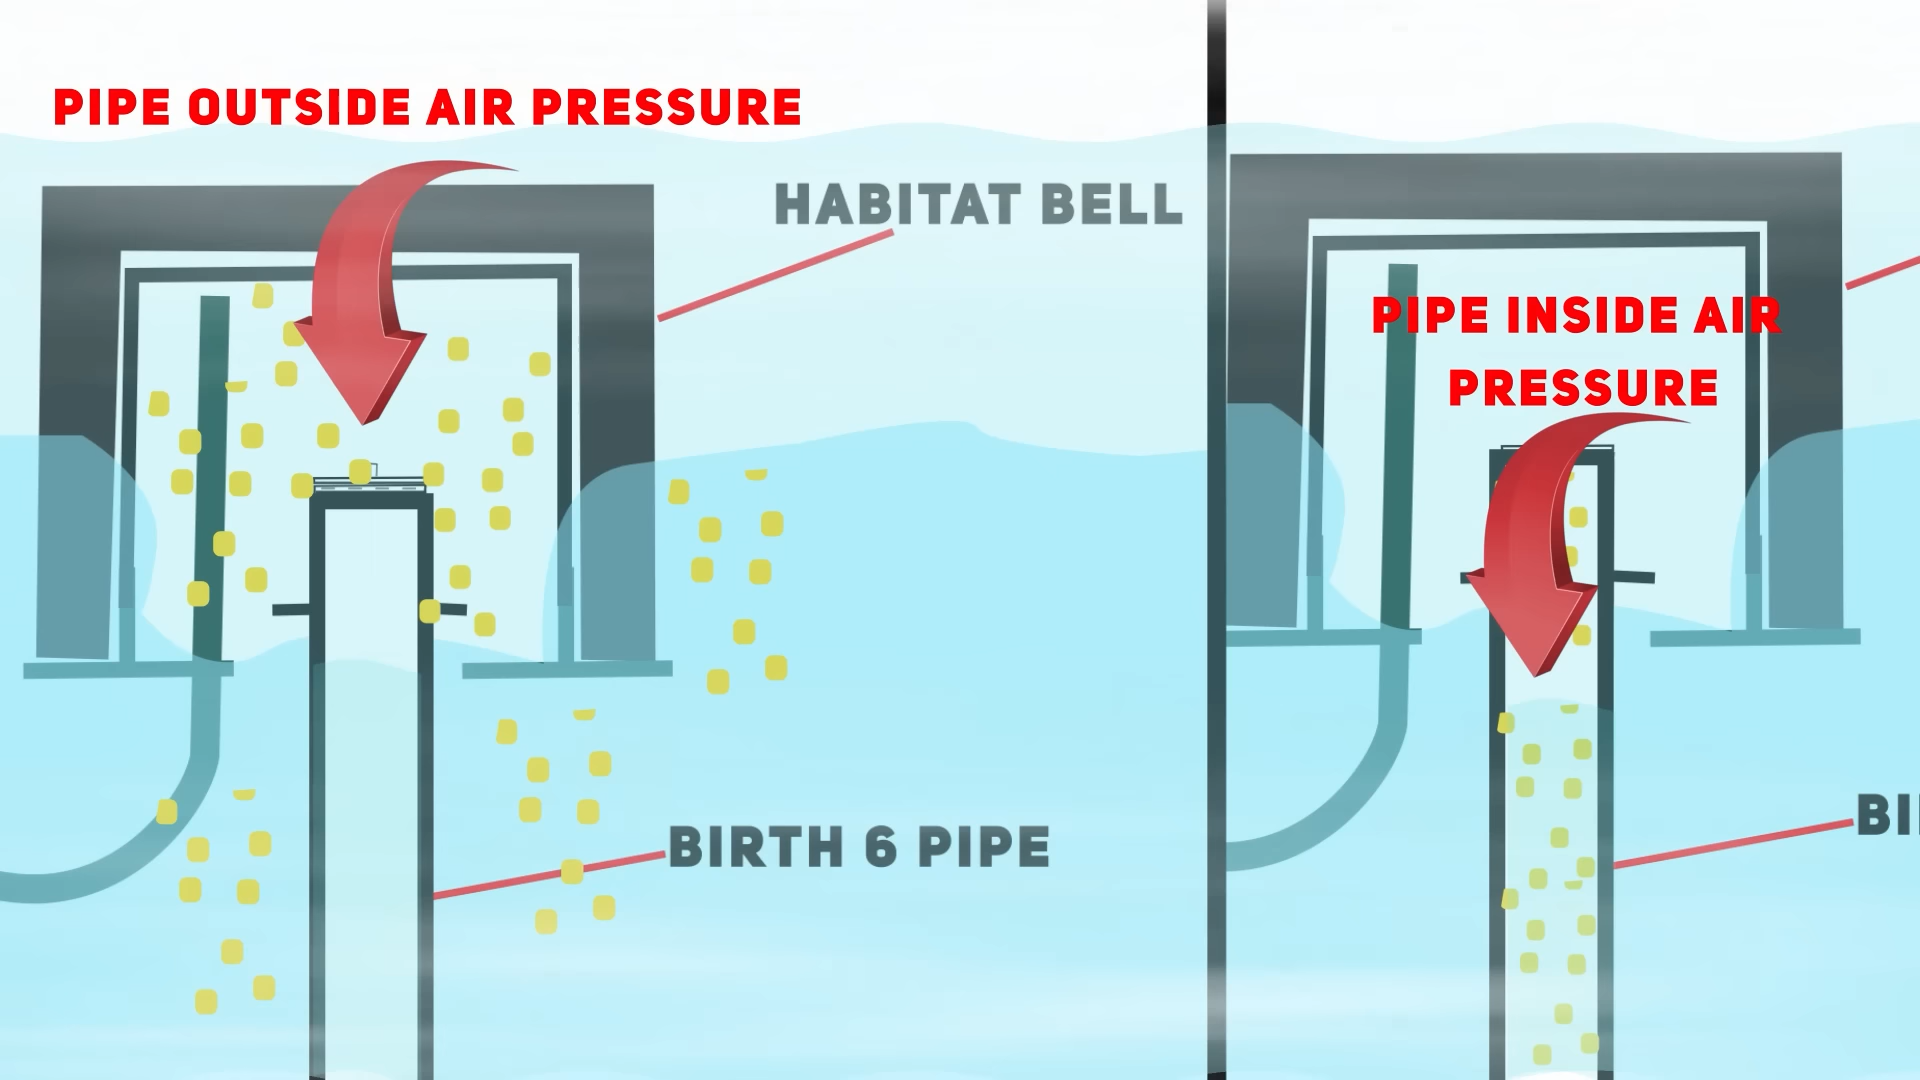 PIPE OUTSIDE AIR PRESSURE
HABITAT BELL
BIRTH 6 PIPE
PIPE INSIDE AIR
PRESSURE